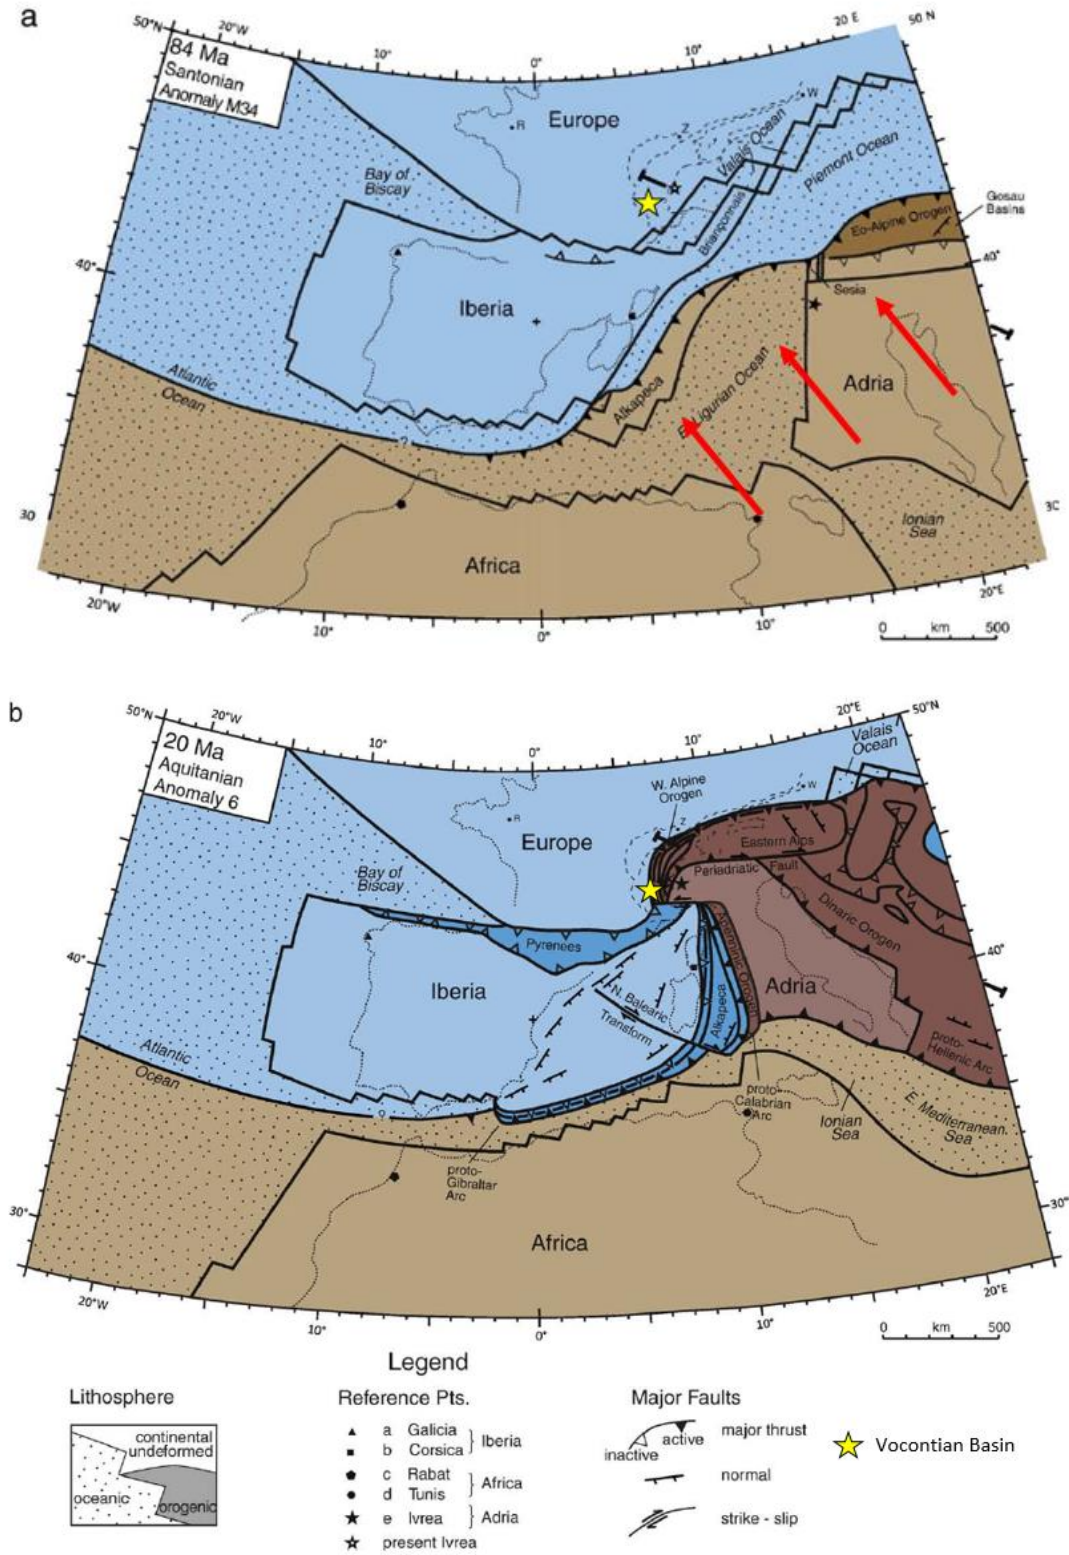 a
50°N
20°W
10°
0°
10°
20 E
50 N
84 Ma
Santonian
Anomaly M34
Europe
R
W
Z
Valais Ocean
Piemont Ocean
Bay of
Biscay
Briançonnais
Eo-Alpine Orogen
Gosau
Basins
40°
40°
Sesia
Iberia
Adria
Atlantic
Ocean
Alkapeca
Ligurian Ocean
?
30
3C
Ionian
Sea
Africa
20°W
10°
0°
10°
20°E
0 km 500
b
50°N
20°W
10°
0°
10°
20°E
50°N
20 Ma
Aquitanian
Anomaly 6
Valais
Ocean
W. Alpine
Orogen
R
Z
W
Europe
Eastern Alps
Periadriatic Fault
Bay of
Biscay
Dinaric Orogen
Pyrenees
Apenninic Orogen
40°
40°
Iberia
N. Balearic
Transform
Alkapeca
Adria
proto-
Hellenic Arc
Atlantic
Ocean
?
proto-
Calabrian
Arc
Ionian
Sea
E. Mediterranean
Sea
proto-
Gibraltar
Arc
30°
30°
Africa
20°W
10°
0°
10°
20°E
0 km 500
Legend
Lithosphere
continental
undeformed
oceanic
orogenic
Reference Pts.
a Galicia
b Corsica
Iberia
c Rabat
d Tunis
Africa
e Ivrea
Adria
present Ivrea
Major Faults
active
inactive
major thrust
normal
strike - slip
Vocontian Basin